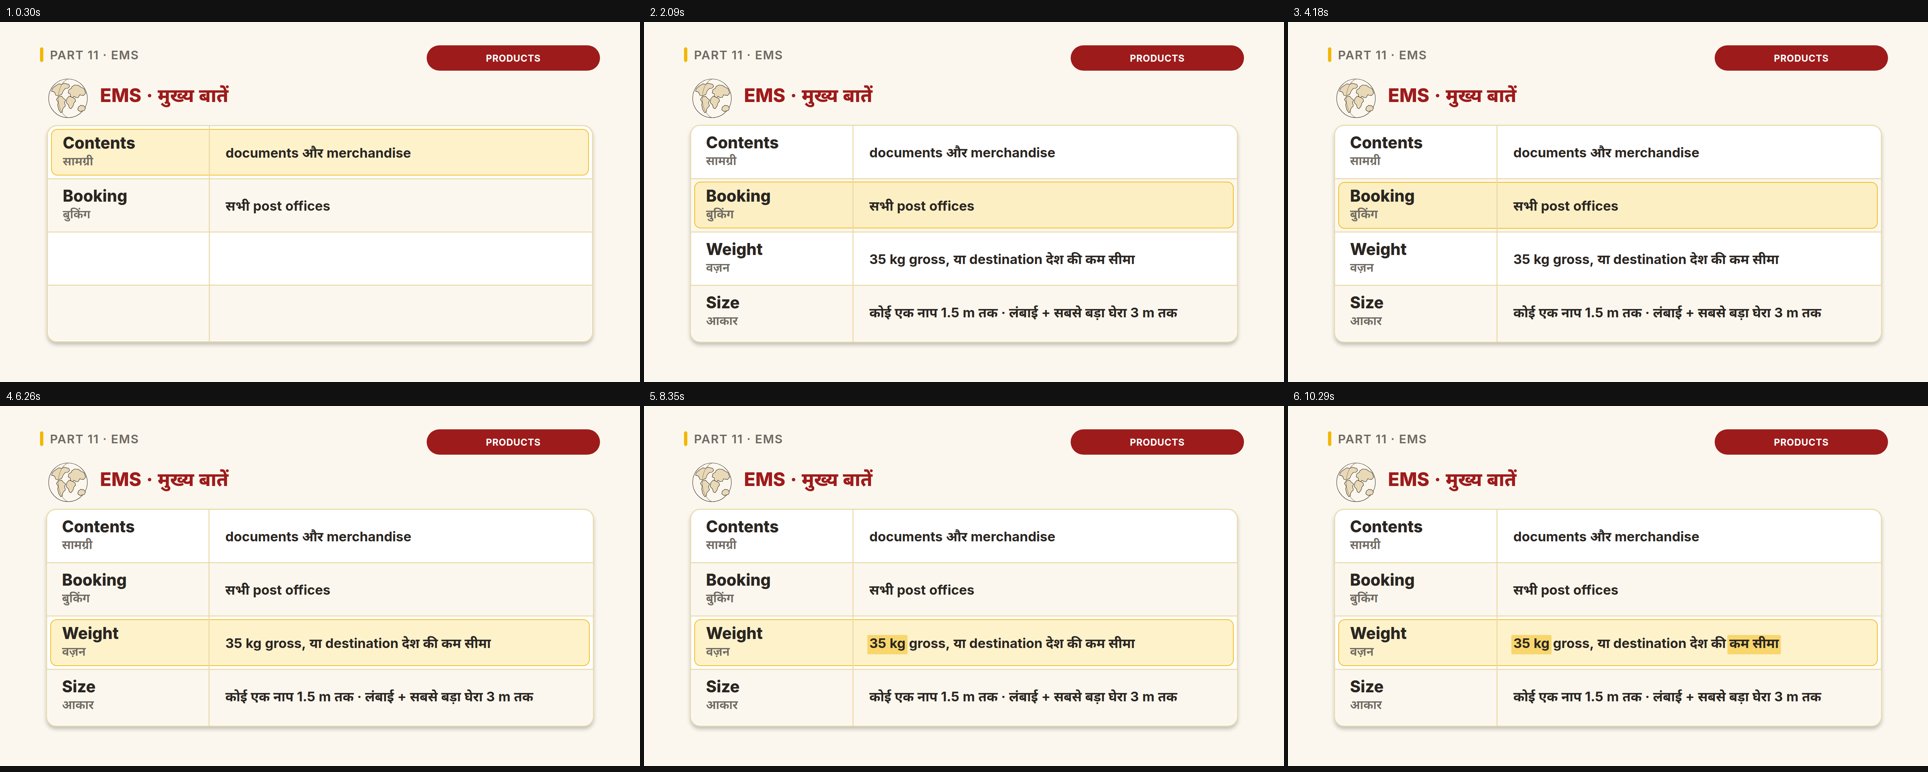 1. 0.30s
PART 11 · EMS
PRODUCTS
EMS · मुख्य बातें
Contents
सामग्री
documents और merchandise
Booking
बुकिंग
सभी post offices
2. 2.09s
PART 11 · EMS
PRODUCTS
EMS · मुख्य बातें
Contents
सामग्री
documents और merchandise
Booking
बुकिंग
सभी post offices
Weight
वज़न
35 kg gross, या destination देश की कम सीमा
Size
आकार
कोई एक नाप 1.5 m तक · लंबाई + सबसे बड़ा घेरा 3 m तक
3. 4.18s
PART 11 · EMS
PRODUCTS
EMS · मुख्य बातें
Contents
सामग्री
documents और merchandise
Booking
बुकिंग
सभी post offices
Weight
वज़न
35 kg gross, या destination देश की कम सीमा
Size
आकार
कोई एक नाप 1.5 m तक · लंबाई + सबसे बड़ा घेरा 3 m तक
4. 6.26s
PART 11 · EMS
PRODUCTS
EMS · मुख्य बातें
Contents
सामग्री
documents और merchandise
Booking
बुकिंग
सभी post offices
Weight
वज़न
35 kg gross, या destination देश की कम सीमा
Size
आकार
कोई एक नाप 1.5 m तक · लंबाई + सबसे बड़ा घेरा 3 m तक
5. 8.35s
PART 11 · EMS
PRODUCTS
EMS · मुख्य बातें
Contents
सामग्री
documents और merchandise
Booking
बुकिंग
सभी post offices
Weight
वज़न
35 kg gross, या destination देश की कम सीमा
Size
आकार
कोई एक नाप 1.5 m तक · लंबाई + सबसे बड़ा घेरा 3 m तक
6. 10.29s
PART 11 · EMS
PRODUCTS
EMS · मुख्य बातें
Contents
सामग्री
documents और merchandise
Booking
बुकिंग
सभी post offices
Weight
वज़न
35 kg gross, या destination देश की कम सीमा
Size
आकार
कोई एक नाप 1.5 m तक · लंबाई + सबसे बड़ा घेरा 3 m तक